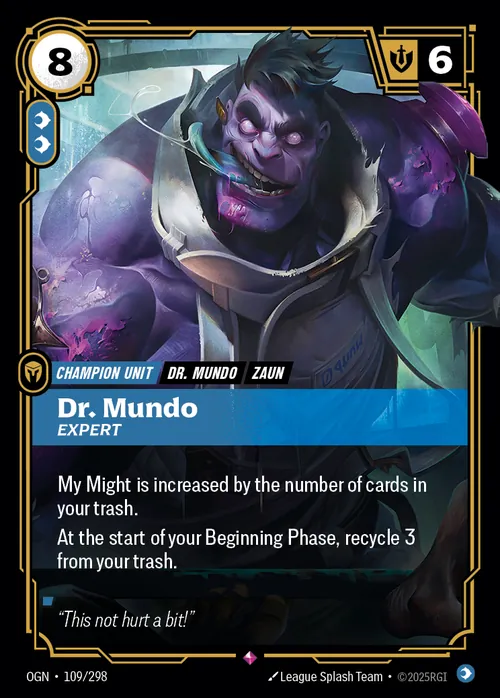 8
6
CHAMPION UNIT DR. MUNDO ZAUN
Dr. Mundo
EXPERT
My Might is increased by the number of cards in
your trash.
At the start of your Beginning Phase, recycle 3
from your trash.
“This not hurt a bit!”
OGN • 109/298 League Splash Team • ©2025RGI